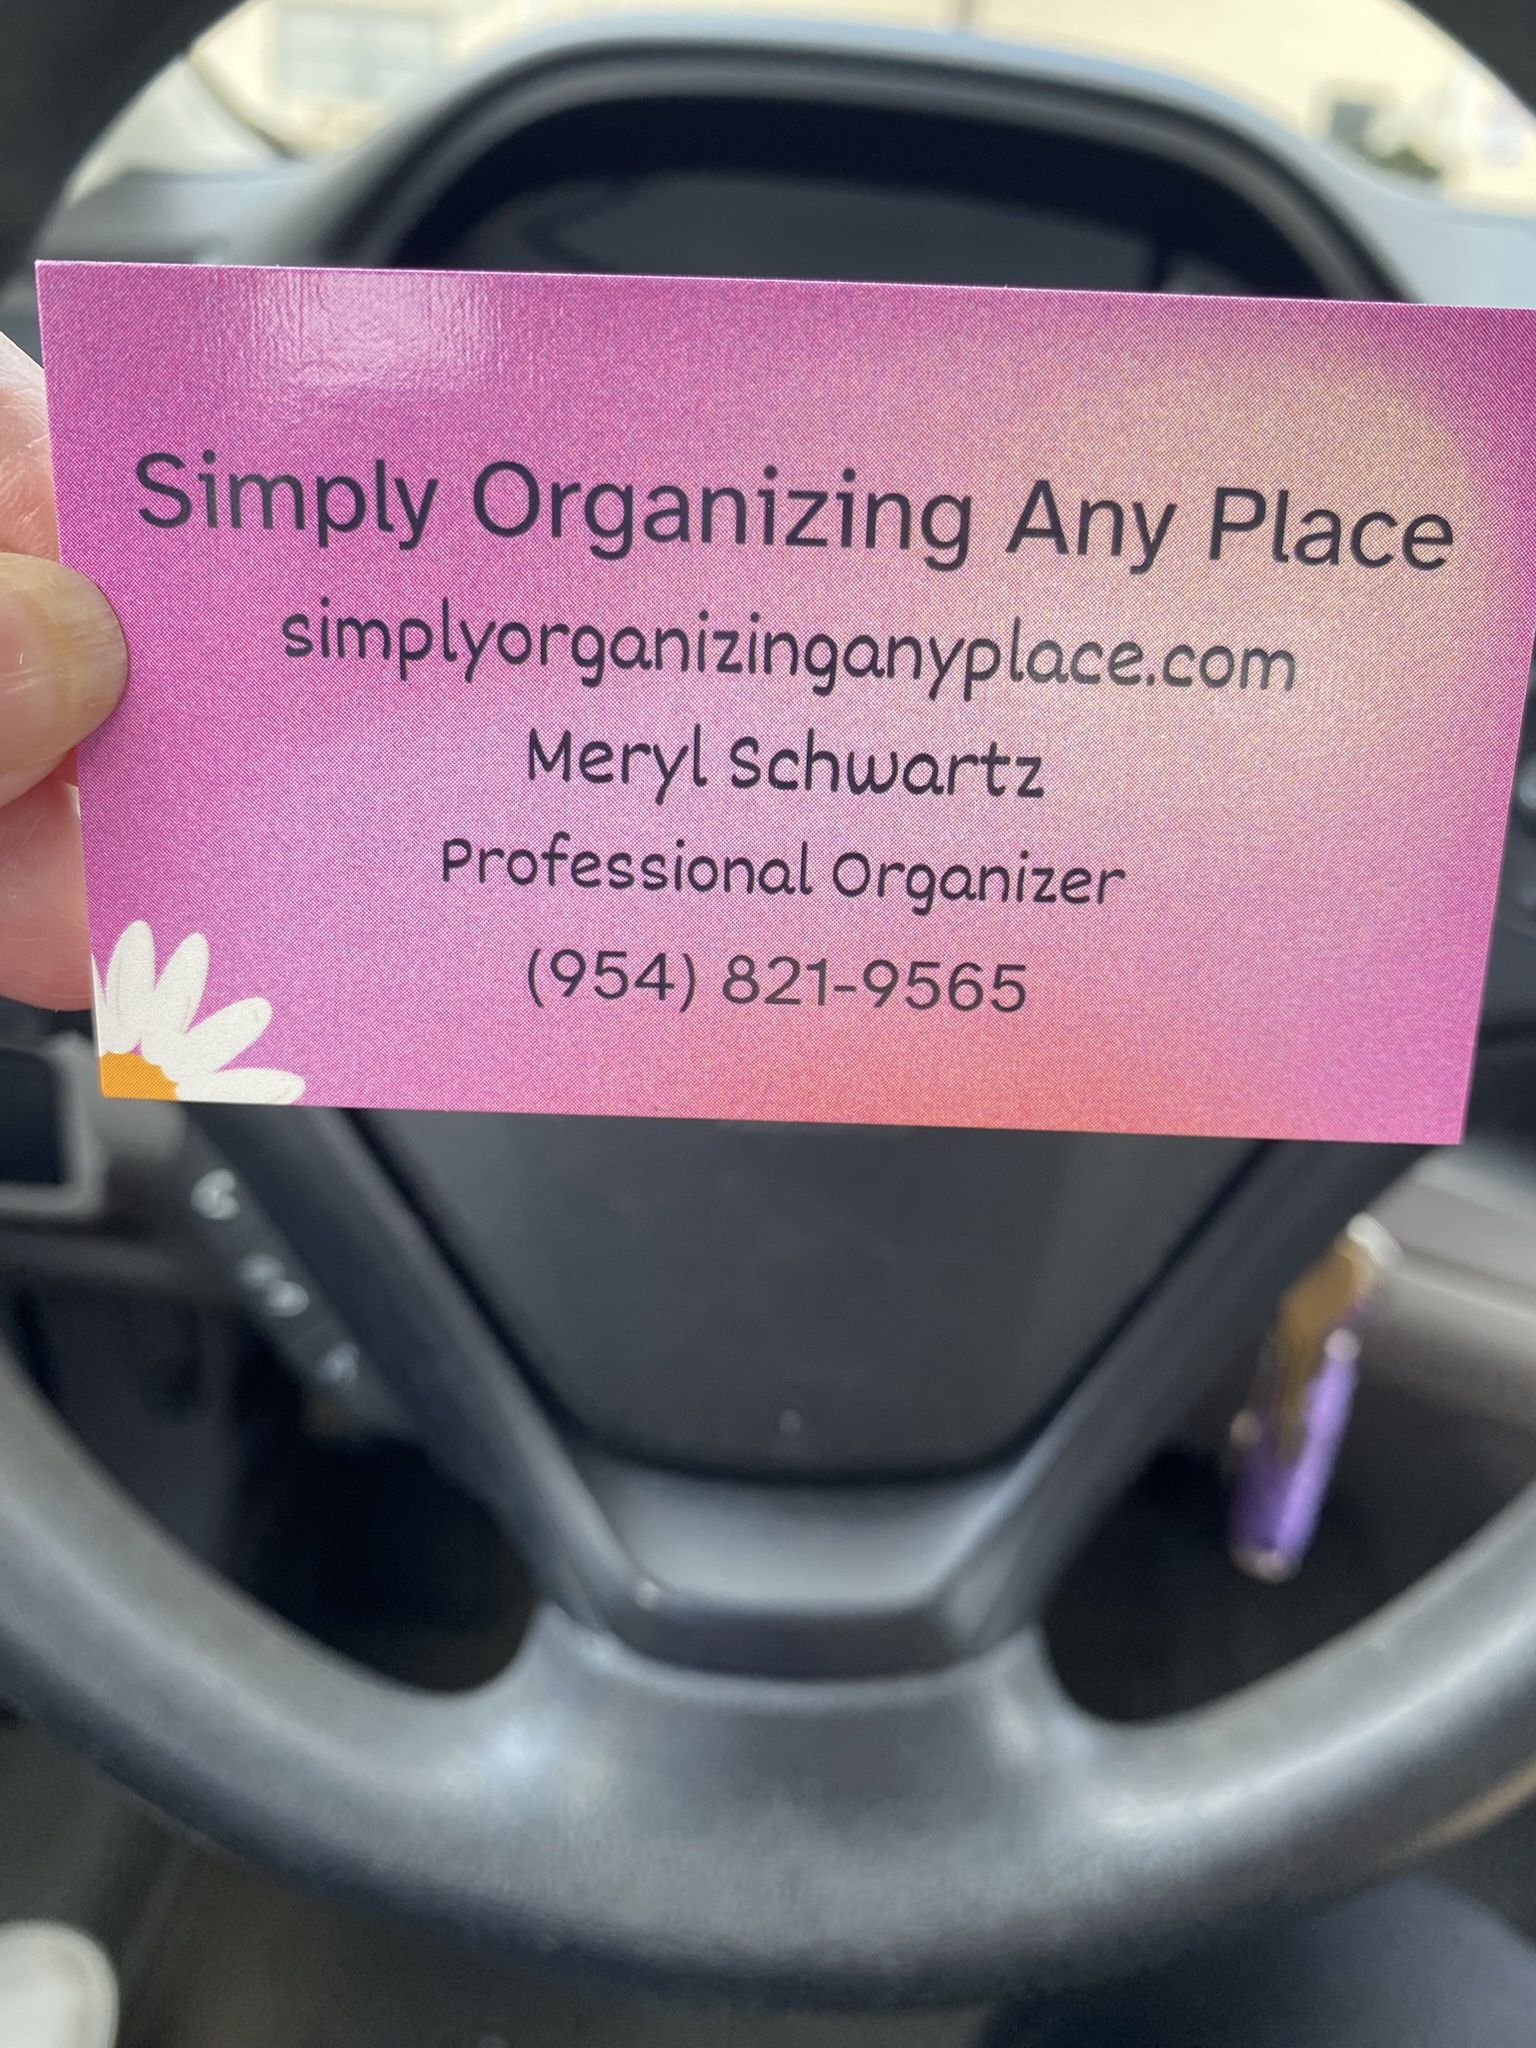 Simply Organizing Any Place
simplyorganizinganyplace.com
Meryl Schwartz
Professional Organizer
(954) 821-9565